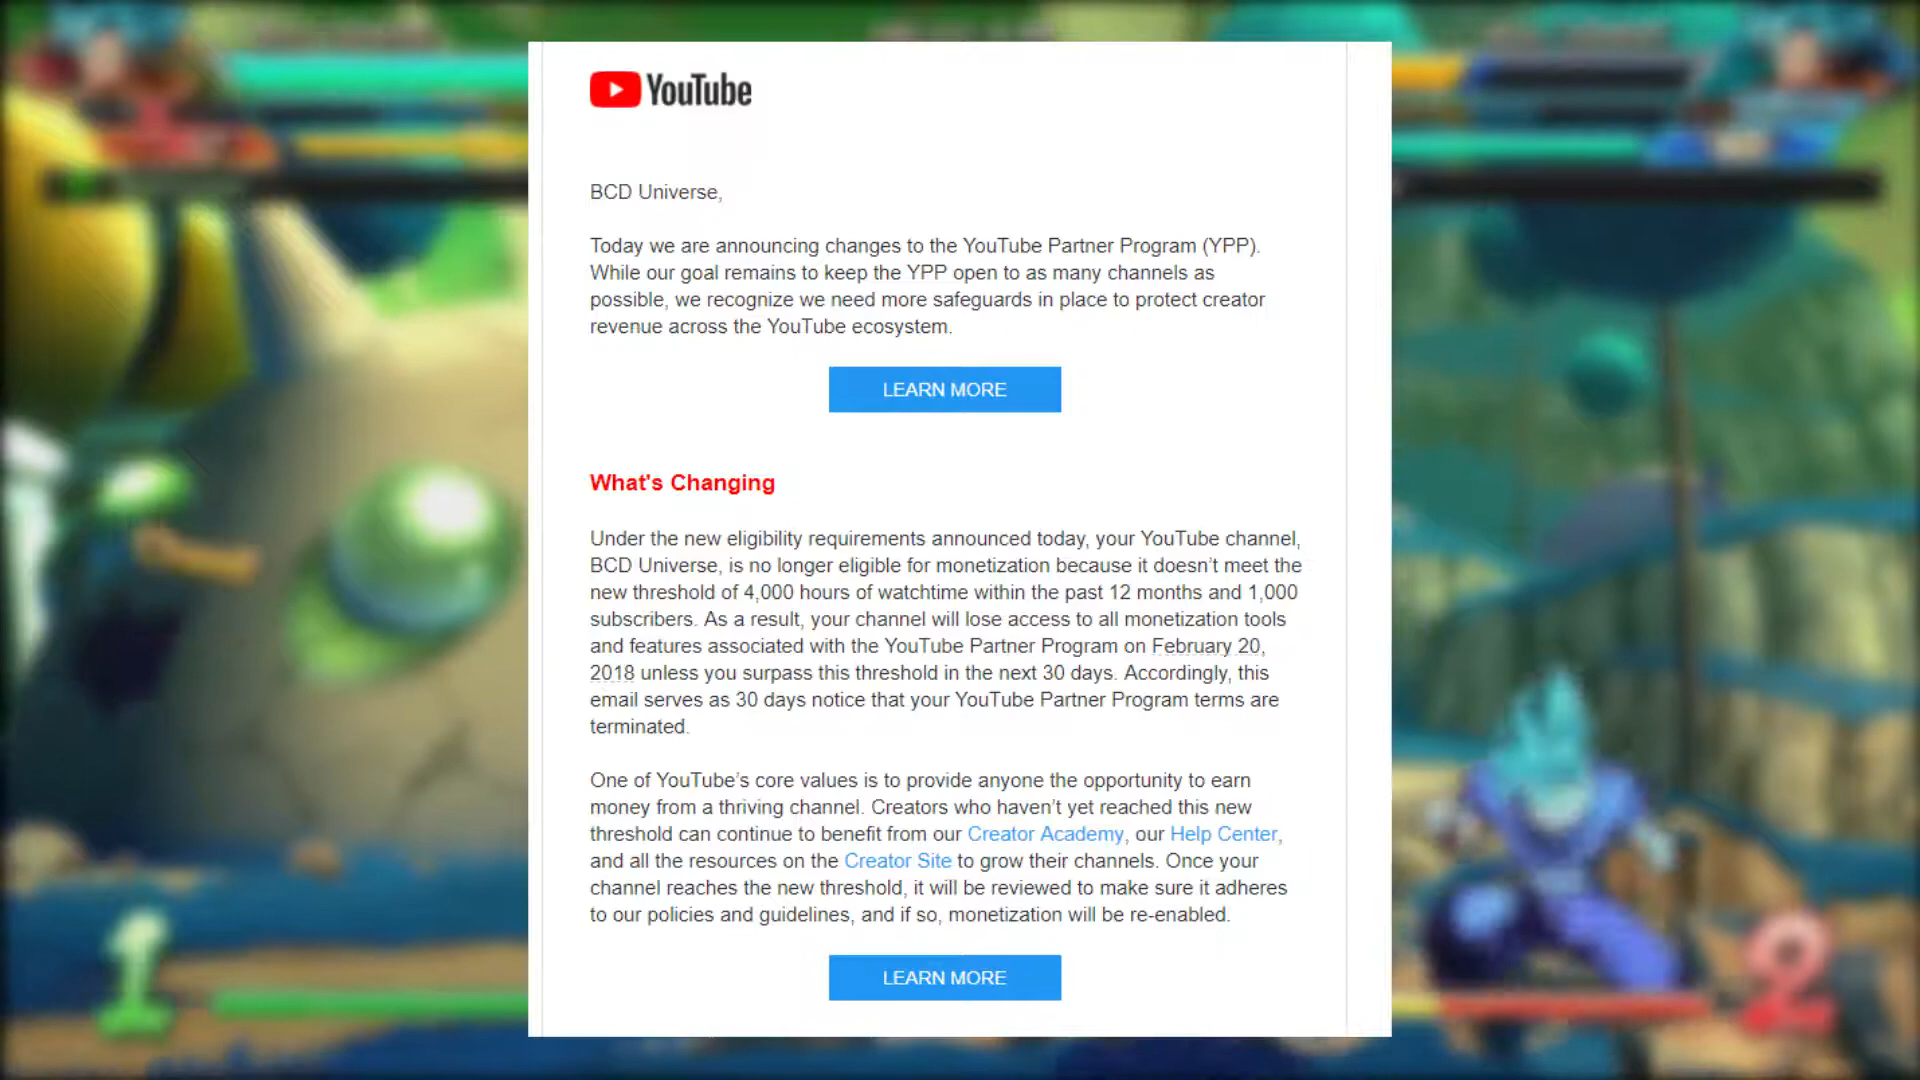 YouTube
BCD Universe,
Today we are announcing changes to the YouTube Partner Program (YPP).
While our goal remains to keep the YPP open to as many channels as
possible, we recognize we need more safeguards in place to protect creator
revenue across the YouTube ecosystem.
LEARN MORE
What's Changing
Under the new eligibility requirements announced today, your YouTube channel,
BCD Universe, is no longer eligible for monetization because it doesn’t meet the
new threshold of 4,000 hours of watchtime within the past 12 months and 1,000
subscribers. As a result, your channel will lose access to all monetization tools
and features associated with the YouTube Partner Program on February 20,
2018 unless you surpass this threshold in the next 30 days. Accordingly, this
email serves as 30 days notice that your YouTube Partner Program terms are
terminated.
One of YouTube’s core values is to provide anyone the opportunity to earn
money from a thriving channel. Creators who haven’t yet reached this new
threshold can continue to benefit from our Creator Academy, our Help Center,
and all the resources on the Creator Site to grow their channels. Once your
channel reaches the new threshold, it will be reviewed to make sure it adheres
to our policies and guidelines, and if so, monetization will be re-enabled.
LEARN MORE
1
2